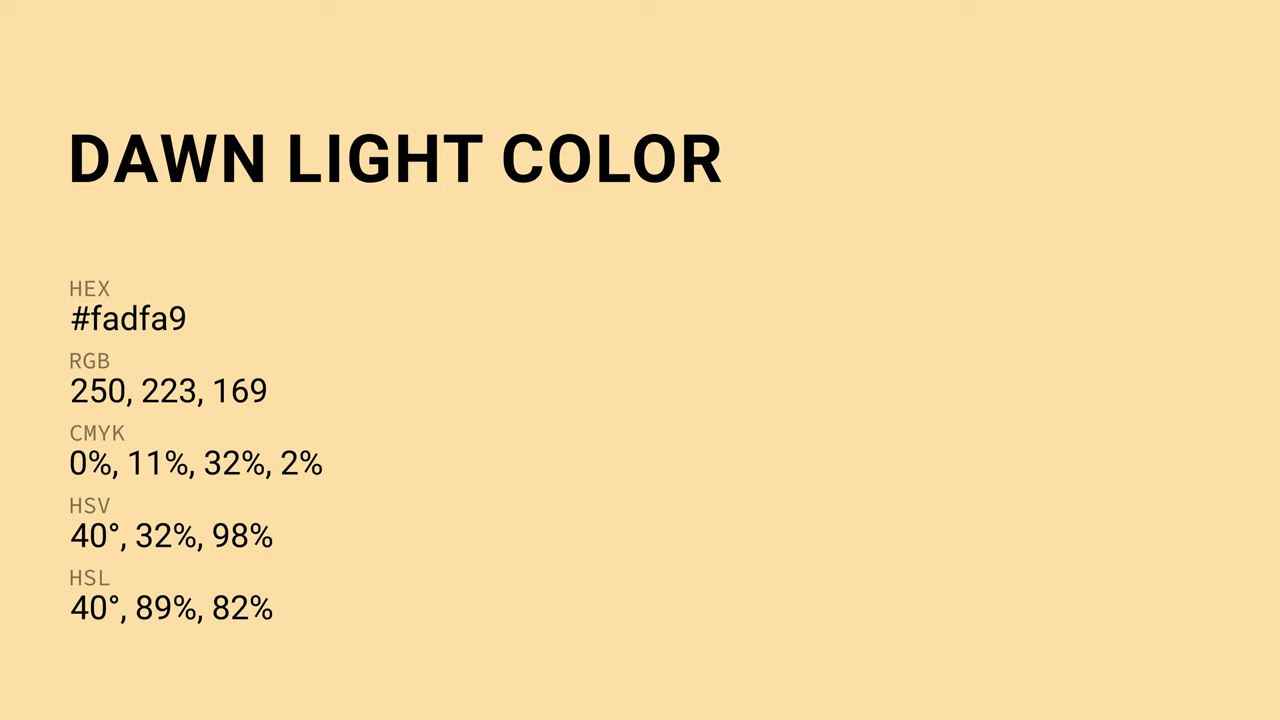 DAWN LIGHT COLOR
HEX
#fadfa9
RGB
250, 223, 169
CMYK
0%, 11%, 32%, 2%
HSV
40°, 32%, 98%
HSL
40°, 89%, 82%